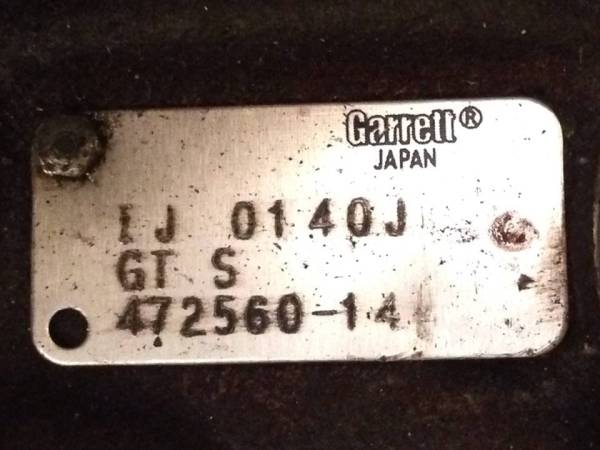 Garrett®
JAPAN
IJ 0140J
GT S
472560-14